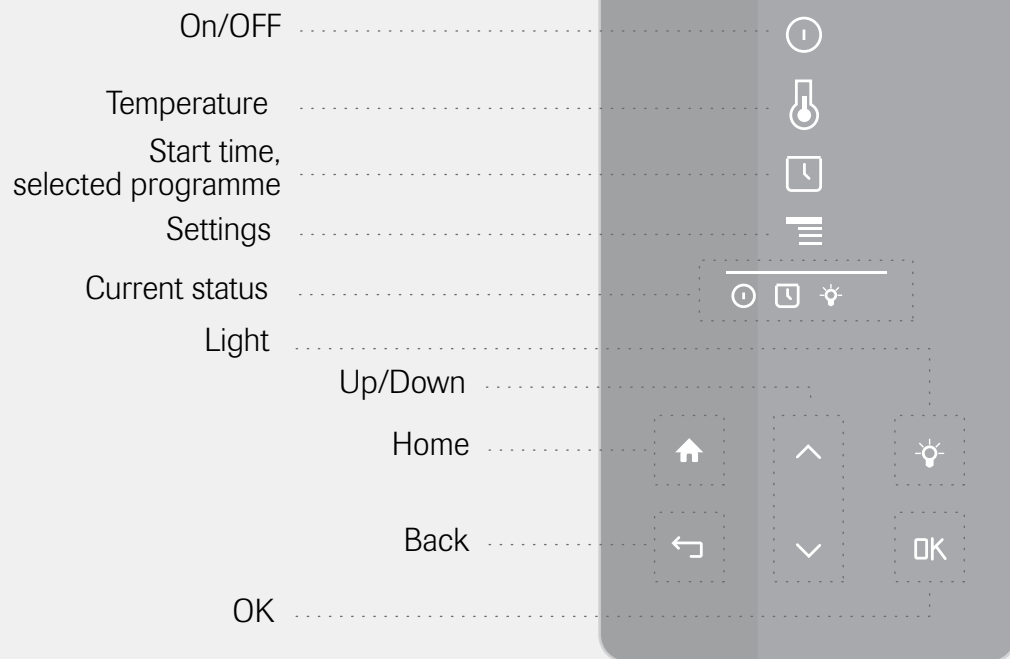 On/OFF
Temperature
Start time,
selected programme
Settings
Current status
Light
Up/Down
Home
Back
OK
OK